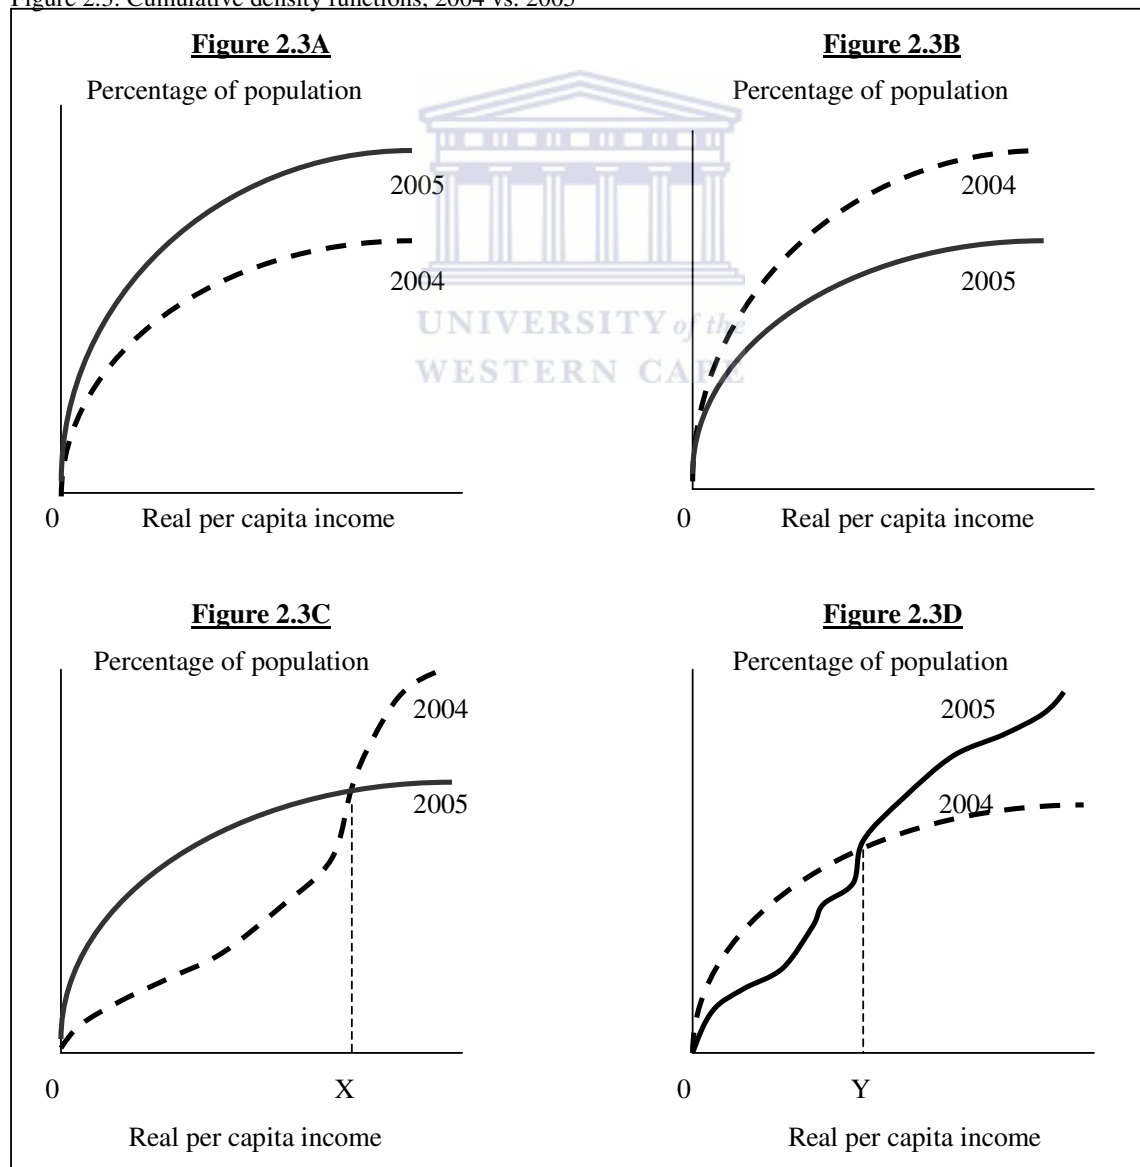 Figure 2.3: Cumulative density functions, 2004 vs. 2005
Figure 2.3A
Percentage of population
2005
2004
0
Real per capita income
Figure 2.3B
Percentage of population
2004
2005
0
Real per capita income
UNIVERSITY of the
WESTERN CAPE
Figure 2.3C
Percentage of population
2004
2005
0 X
Real per capita income
Figure 2.3D
Percentage of population
2005
2004
0 Y
Real per capita income